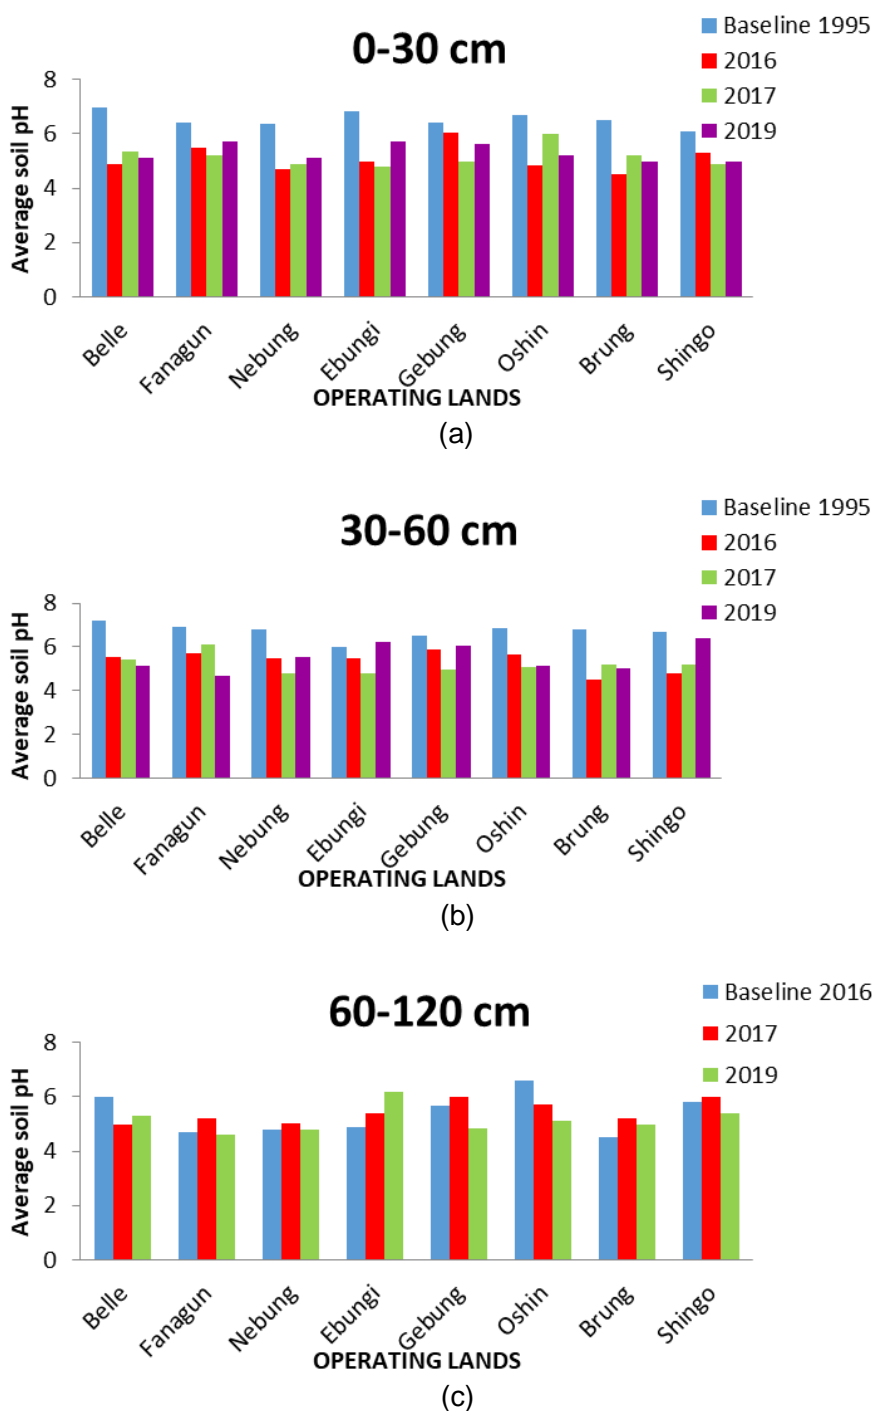 0-30 cm
Baseline 1995
2016
2017
2019
Average soil pH
8
6
4
2
0
Belle
Fanagun
Nebung
Ebungi
Gebung
Oshin
Brung
Shingo
OPERATING LANDS
(a)
30-60 cm
Baseline 1995
2016
2017
2019
Average soil pH
8
6
4
2
0
Belle
Fanagun
Nebung
Ebungi
Gebung
Oshin
Brung
Shingo
OPERATING LANDS
(b)
60-120 cm
Baseline 2016
2017
2019
Average soil pH
8
6
4
2
0
Belle
Fanagun
Nebung
Ebungi
Gebung
Oshin
Brung
Shingo
OPERATING LANDS
(c)